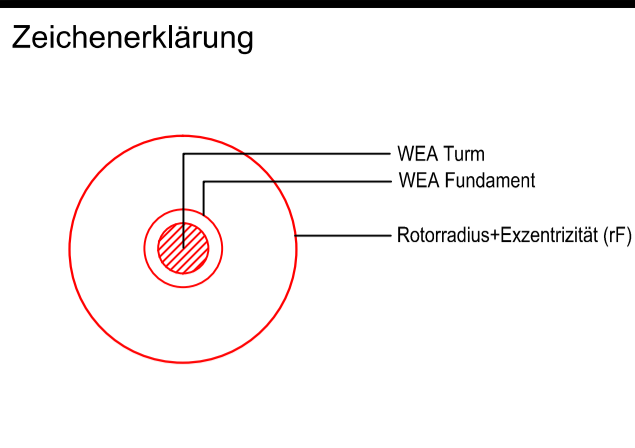 Zeichenerklärung
WEA Turm
WEA Fundament
Rotorradius+Exzentrizität (rF)